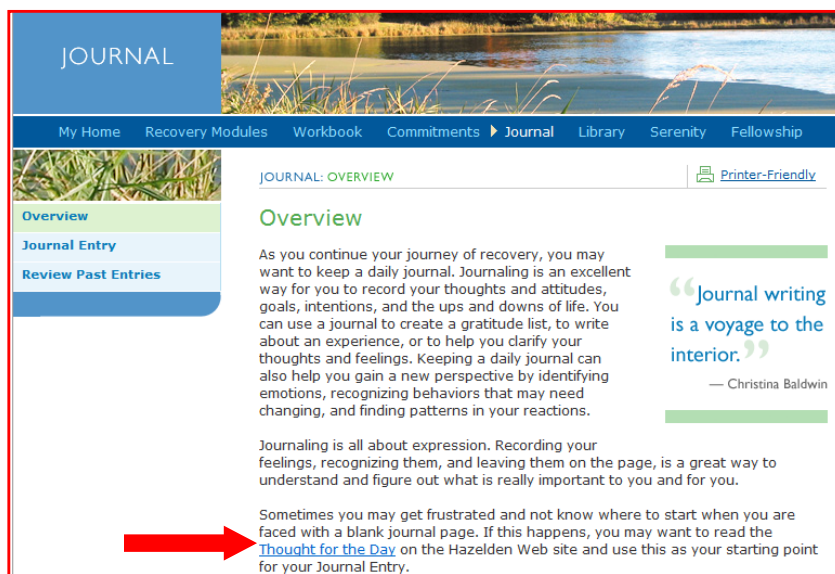 JOURNAL
My Home Recovery Modules Workbook Commitments Journal Library Serenity Fellowship
JOURNAL: OVERVIEW
Printer-Friendly
Overview
Journal Entry
Review Past Entries
Overview
As you continue your journey of recovery, you may
want to keep a daily journal. Journaling is an excellent
way for you to record your thoughts and attitudes,
goals, intentions, and the ups and downs of life. You
can use a journal to create a gratitude list, to write
about an experience, or to help you clarify your
thoughts and feelings. Keeping a daily journal can
also help you gain a new perspective by identifying
emotions, recognizing behaviors that may need
changing, and finding patterns in your reactions.
“Journal writing
is a voyage to the
interior.”
— Christina Baldwin
Journaling is all about expression. Recording your
feelings, recognizing them, and leaving them on the page, is a great way to
understand and figure out what is really important to you and for you.
Sometimes you may get frustrated and not know where to start when you are
faced with a blank journal page. If this happens, you may want to read the
Thought for the Day on the Hazelden Web site and use this as your starting point
for your Journal Entry.